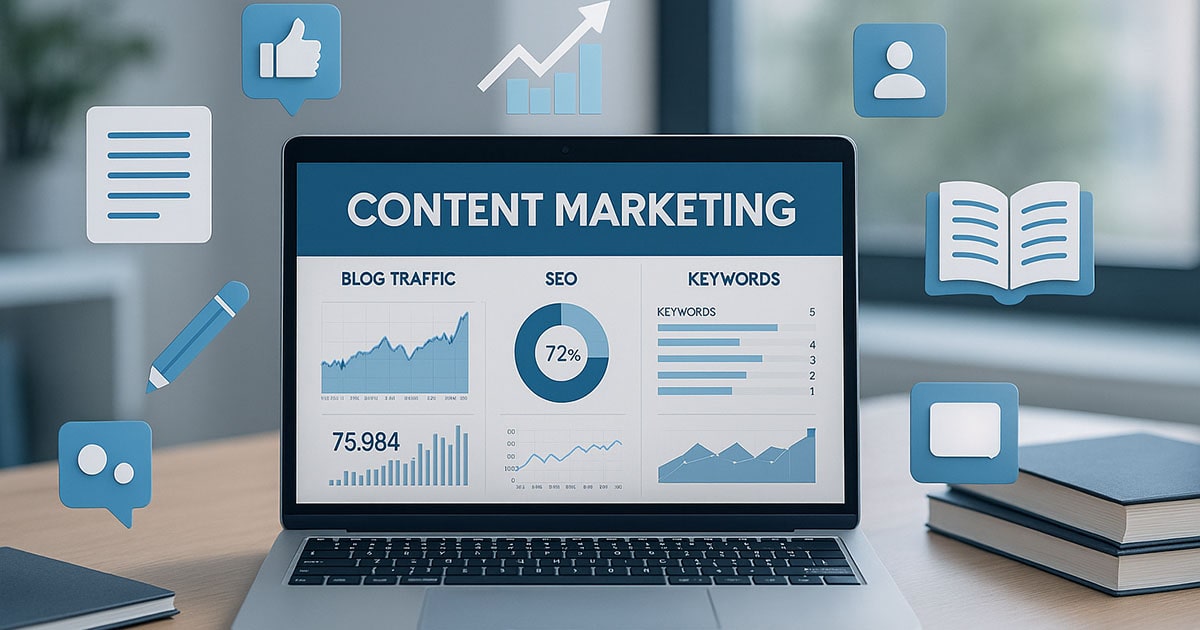 CONTENT MARKETING
BLOG TRAFFIC
SEO
KEYWORDS
72%
KEYWORDS 5
4
3
2
1
75.984